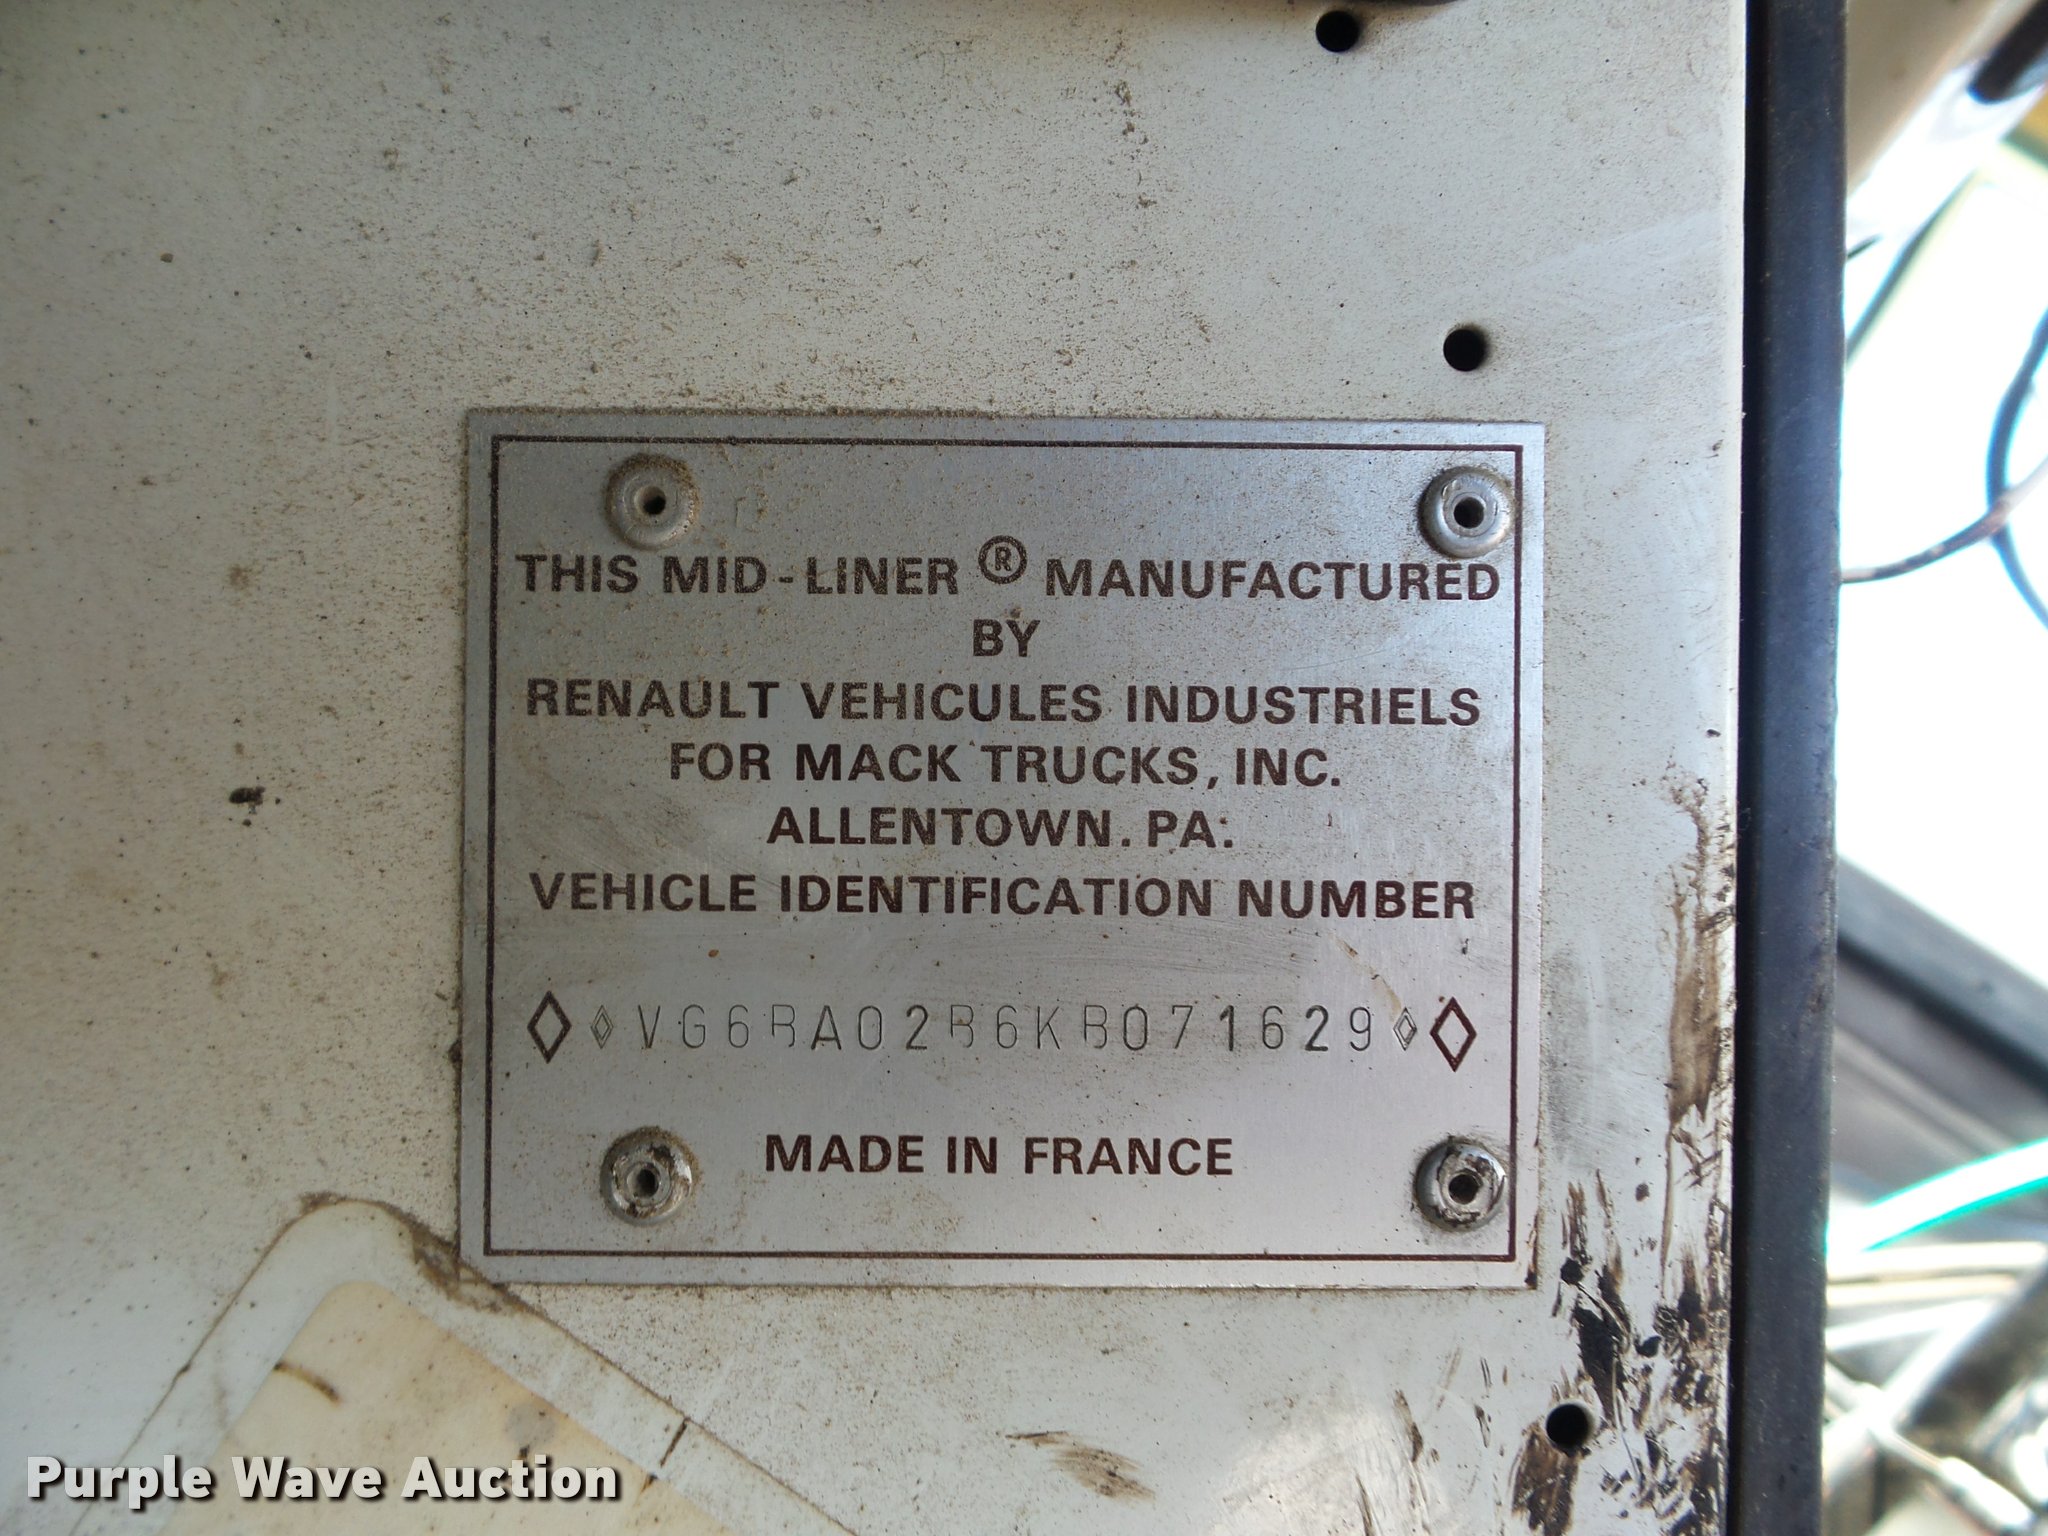 THIS MID-LINER ® MANUFACTURED
BY
RENAULT VEHICULES INDUSTRIELS
FOR MACK TRUCKS, INC.
ALLENTOWN. PA.
VEHICLE IDENTIFICATION NUMBER
VG6BA02B6KB071629
MADE IN FRANCE
Purple Wave Auction